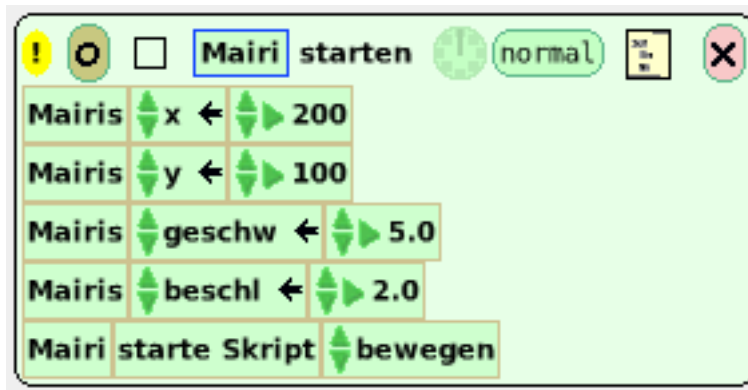 ! O Mairi starten normal X
Mairis x ← 200
Mairis y ← 100
Mairis geschw ← 5.0
Mairis beschl ← 2.0
Mairi starte Skript bewegen